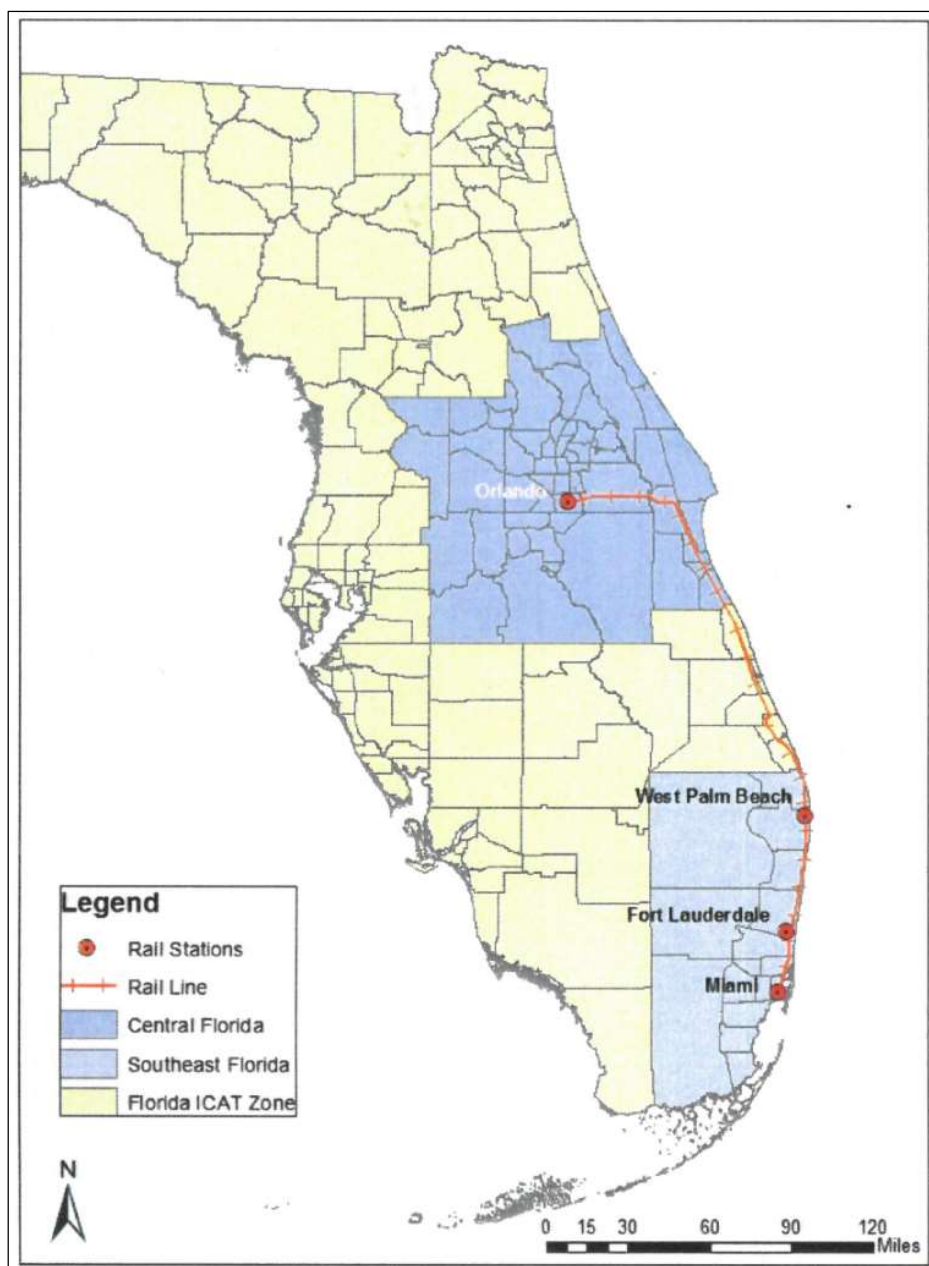 Orlando
West Palm Beach
Fort Lauderdale
Miami
Legend
Rail Stations
Rail Line
Central Florida
Southeast Florida
Florida ICAT Zone
N
0 15 30 60 90 120
Miles